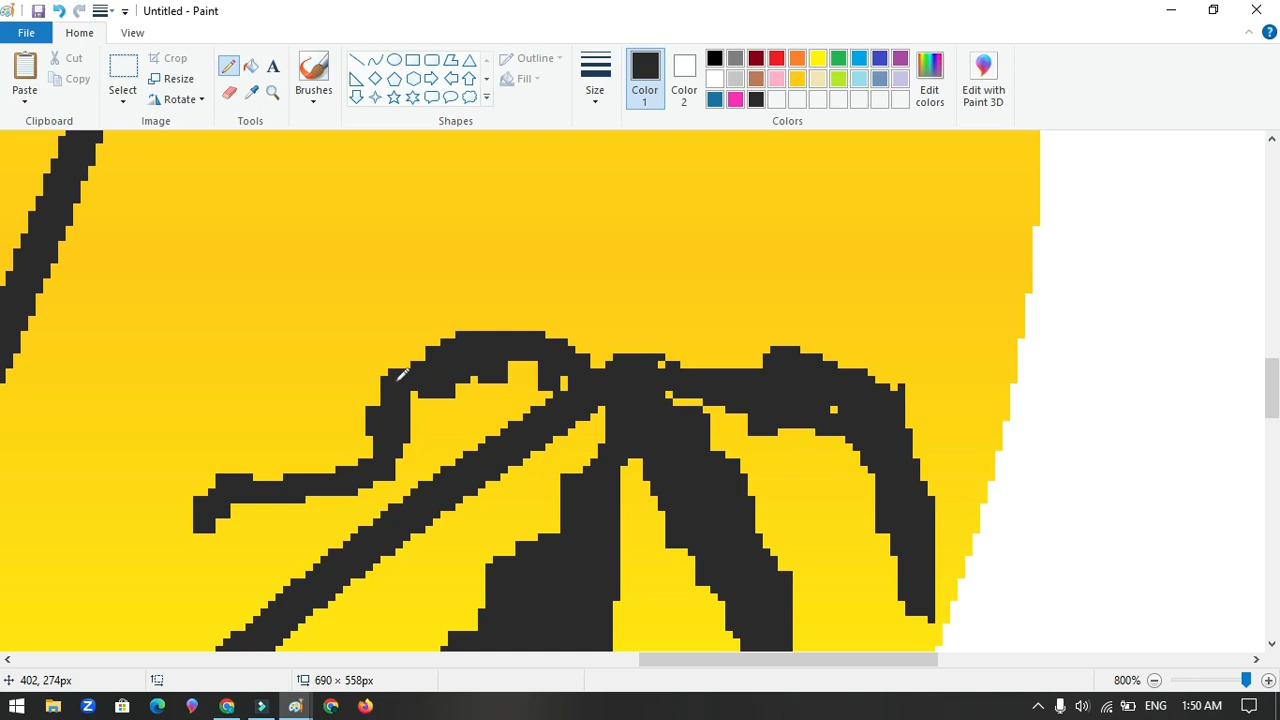 Untitled - Paint
File Home View
Paste Cut Copy Select Crop Resize Rotate A Brushes Outline Fill Size Color 1 Color 2 Edit colors Edit with Paint 3D
Clipboard Image Tools Shapes Colors
402, 274px 690 × 558px 800%
ENG 1:50 AM